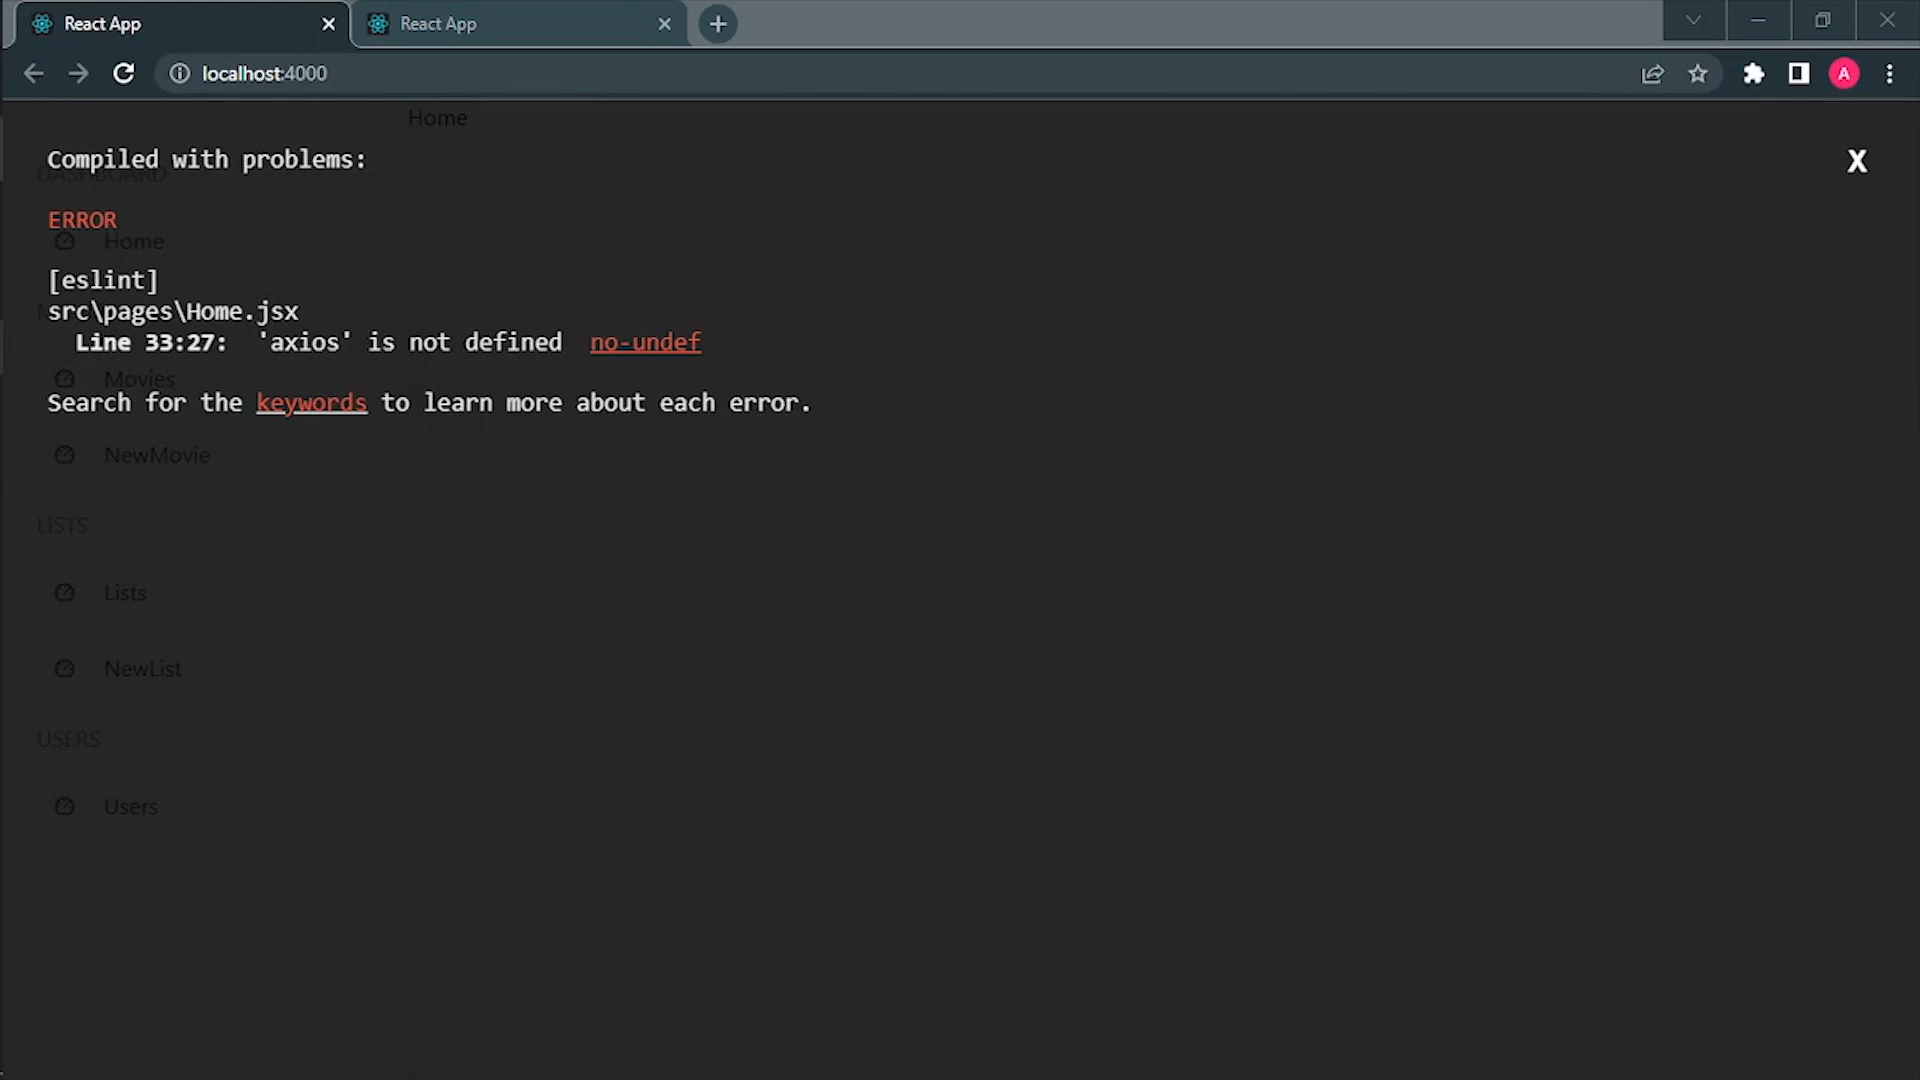 React App
React App
localhost:4000
A
Home
Compiled with problems:
X
DASHBOARD
ERROR
Home
[eslint]
src\pages\Home.jsx
Line 33:27: 'axios' is not defined no-undef
Movies
Search for the keywords to learn more about each error.
NewMovie
LISTS
Lists
NewList
USERS
Users